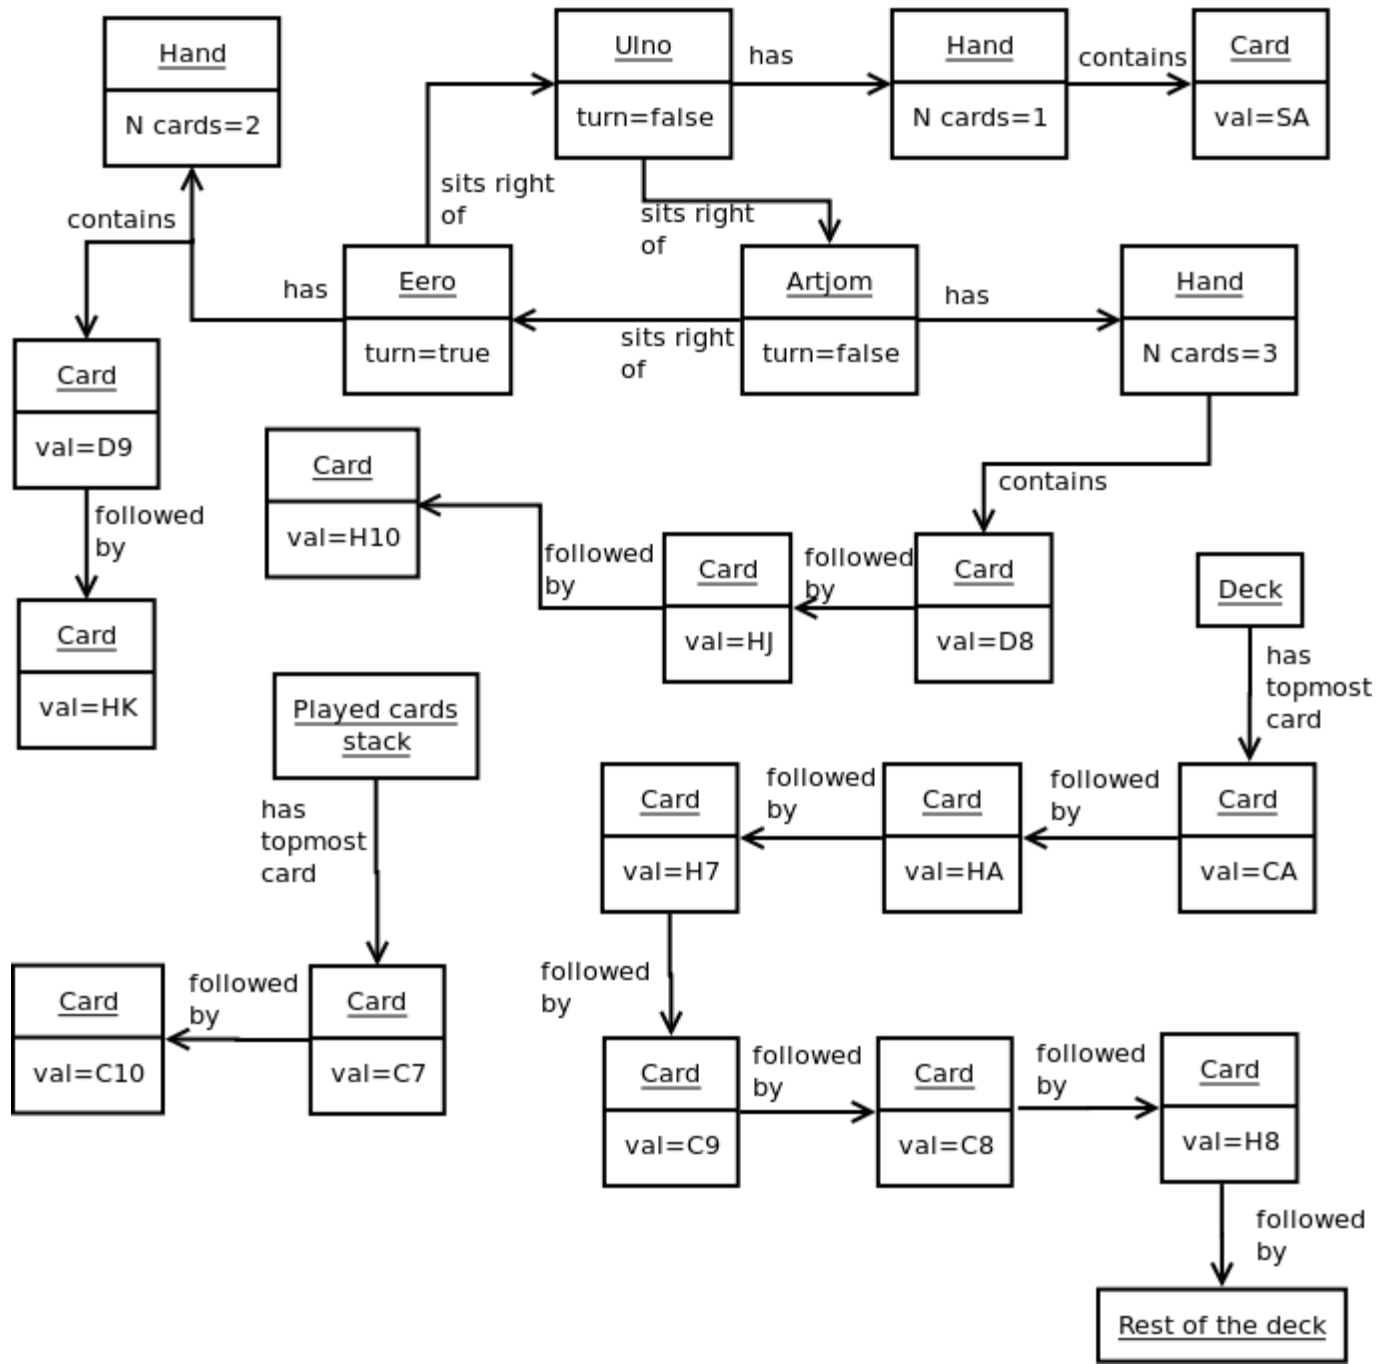 Hand
N cards=2
Ulno
turn=false
has
Hand
N cards=1
contains
Card
val=SA
contains
sits right
of
sits right
of
has
Eero
turn=true
sits right
of
Artjom
turn=false
has
Hand
N cards=3
Card
val=D9
followed
by
Card
val=HK
contains
Card
val=H10
followed
by
Card
val=HJ
followed
by
Card
val=D8
Deck
has
topmost
card
Played cards
stack
has
topmost
card
Card
val=H7
followed
by
Card
val=HA
followed
by
Card
val=CA
Card
val=C10
followed
by
Card
val=C7
followed
by
Card
val=C9
followed
by
Card
val=C8
followed
by
Card
val=H8
followed
by
Rest of the deck